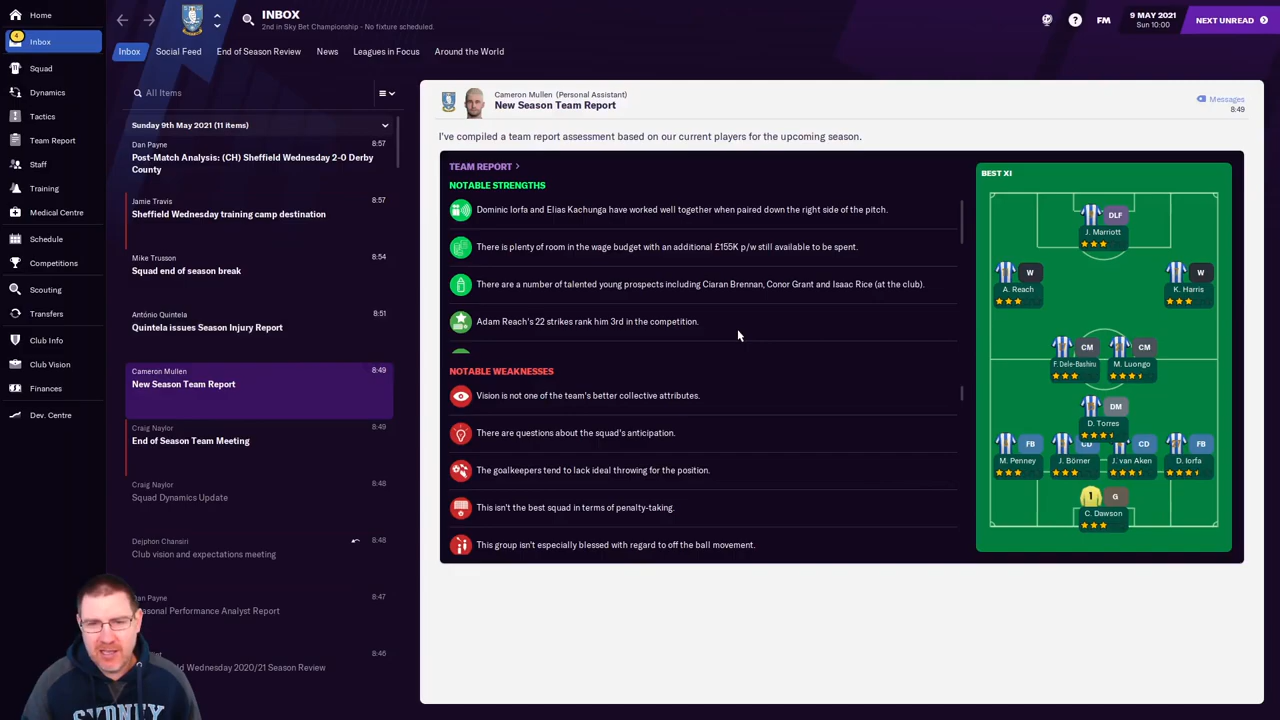 Home
4
Inbox
Squad
Dynamics
Tactics
Team Report
Staff
Training
Medical Centre
Schedule
Competitions
Scouting
Transfers
Club Info
Club Vision
Finances
Dev. Centre
INBOX
2nd in Sky Bet Championship - No fixture scheduled.
?
FM
9 MAY 2021
Sun 10:00
NEXT UNREAD
Inbox
Social Feed
End of Season Review
News
Leagues in Focus
Around the World
All Items
Sunday 9th May 2021 (11 items)
Dan Payne
8:57
Post-Match Analysis: (CH) Sheffield Wednesday 2-0 Derby
County
Jamie Travis
8:57
Sheffield Wednesday training camp destination
Mike Trusson
8:54
Squad end of season break
António Quintela
8:51
Quintela issues Season Injury Report
Cameron Mullen
8:49
New Season Team Report
Craig Naylor
8:49
End of Season Team Meeting
Craig Naylor
8:48
Squad Dynamics Update
Dejphon Chansiri
8:48
Club vision and expectations meeting
an Payne
8:47
asonal Performance Analyst Report
8:46
ld Wednesday 2020/21 Season Review
SYDNEY
Cameron Mullen (Personal Assistant)
New Season Team Report
Messages
8:49
I've compiled a team report assessment based on our current players for the upcoming season.
TEAM REPORT
NOTABLE STRENGTHS
Dominic Iorfa and Elias Kachunga have worked well together when paired down the right side of the pitch.
There is plenty of room in the wage budget with an additional £155K p/w still available to be spent.
There are a number of talented young prospects including Ciaran Brennan, Conor Grant and Isaac Rice (at the club).
Adam Reach's 22 strikes rank him 3rd in the competition.
NOTABLE WEAKNESSES
Vision is not one of the team's better collective attributes.
There are questions about the squad's anticipation.
The goalkeepers tend to lack ideal throwing for the position.
This isn't the best squad in terms of penalty-taking.
This group isn't especially blessed with regard to off the ball movement.
BEST XI
DLF
J. Marriott
W
A. Reach
W
K. Harris
CM
F. Dele-Bashiru
CM
M. Luongo
DM
D. Torres
FB
M. Penney
CD
J. Börner
CD
J. van Aken
FB
D. Iorfa
1
G
C. Dawson